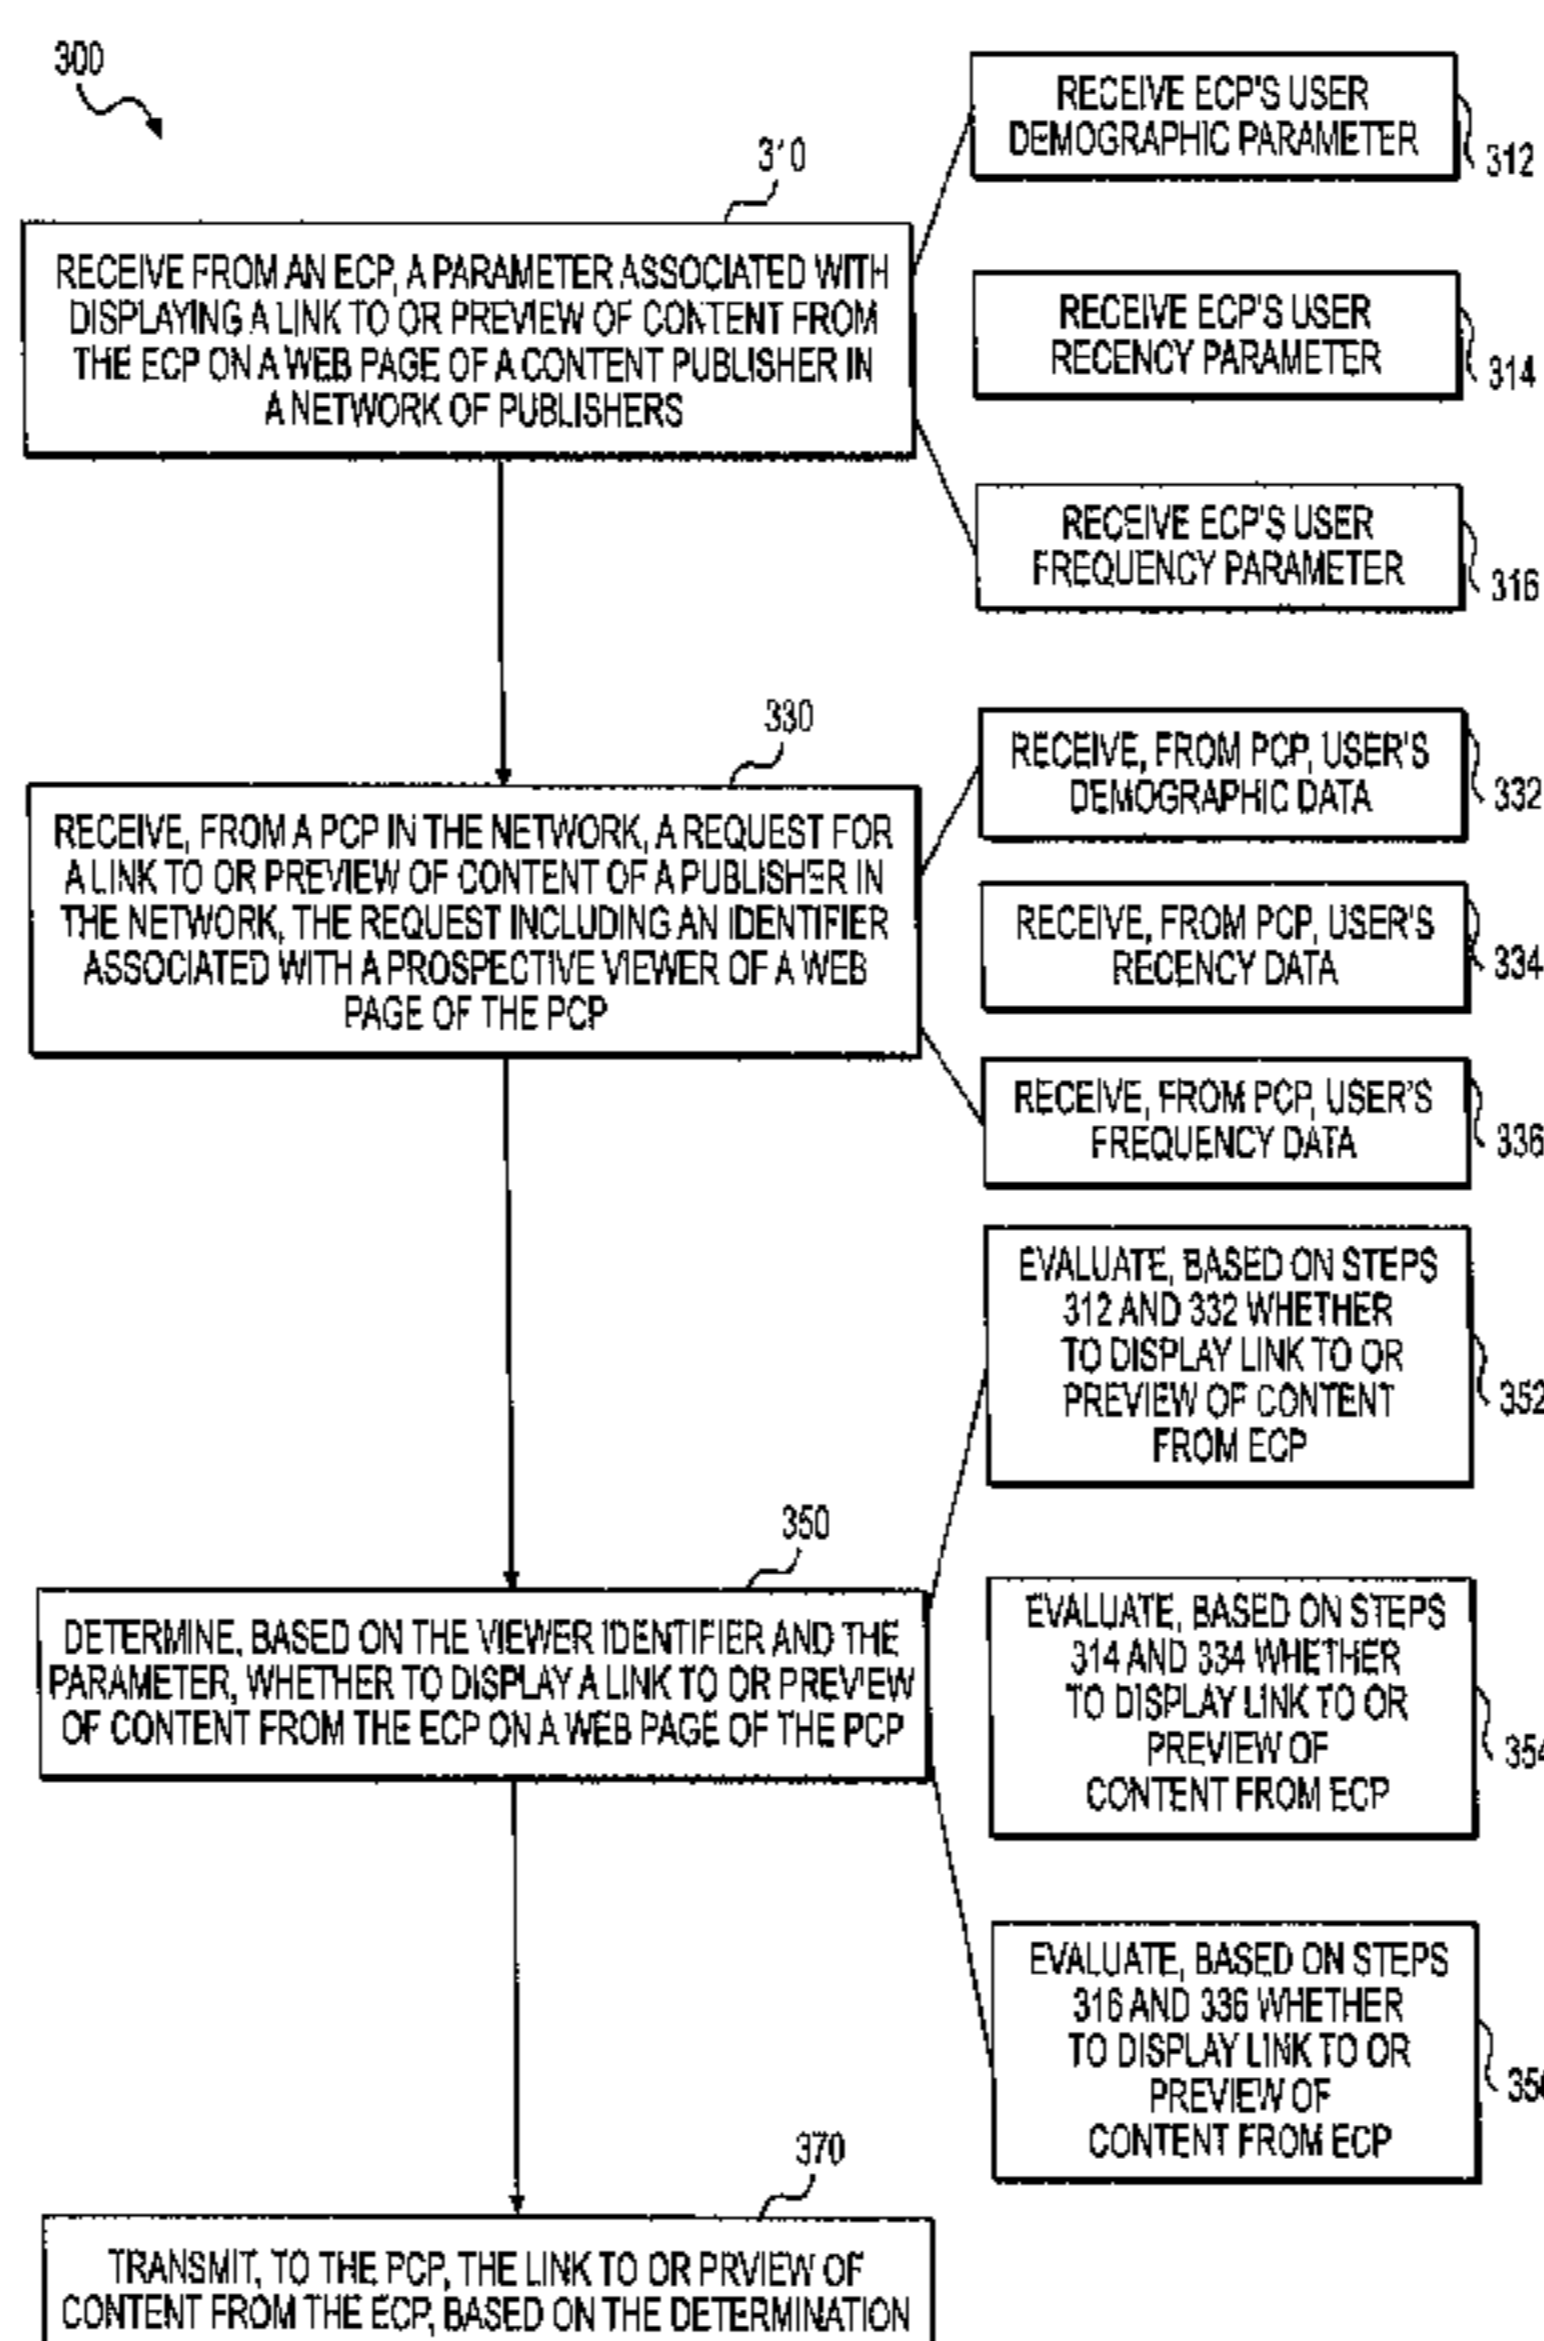 300
310
RECEIVE FROM AN ECP, A PARAMETER ASSOCIATED WITH
DISPLAYING A LINK TO OR PREVIEW OF CONTENT FROM
THE ECP ON A WEB PAGE OF A CONTENT PUBLISHER IN
A NETWORK OF PUBLISHERS
RECEIVE ECP'S USER
DEMOGRAPHIC PARAMETER
312
RECEIVE ECP'S USER
RECENCY PARAMETER
314
RECEIVE ECP'S USER
FREQUENCY PARAMETER
316
330
RECEIVE, FROM A PCP IN THE NETWORK, A REQUEST FOR
A LINK TO OR PREVIEW OF CONTENT OF A PUBLISHER IN
THE NETWORK, THE REQUEST INCLUDING AN IDENTIFIER
ASSOCIATED WITH A PROSPECTIVE VIEWER OF A WEB
PAGE OF THE PCP
RECEIVE, FROM PCP, USER'S
DEMOGRAPHIC DATA
332
RECEIVE, FROM PCP, USER'S
RECENCY DATA
334
RECEIVE, FROM PCP, USER'S
FREQUENCY DATA
336
350
DETERMINE, BASED ON THE VIEWER IDENTIFIER AND THE
PARAMETER, WHETHER TO DISPLAY A LINK TO OR PREVIEW
OF CONTENT FROM THE ECP ON A WEB PAGE OF THE PCP
EVALUATE, BASED ON STEPS
312 AND 332 WHETHER
TO DISPLAY LINK TO OR
PREVIEW OF CONTENT
FROM ECP
352
EVALUATE, BASED ON STEPS
314 AND 334 WHETHER
TO DISPLAY LINK TO OR
PREVIEW OF
CONTENT FROM ECP
354
EVALUATE, BASED ON STEPS
316 AND 336 WHETHER
TO DISPLAY LINK TO OR
PREVIEW OF
CONTENT FROM ECP
356
370
TRANSMIT, TO THE PCP, THE LINK TO OR PRVIEW OF
CONTENT FROM THE ECP, BASED ON THE DETERMINATION